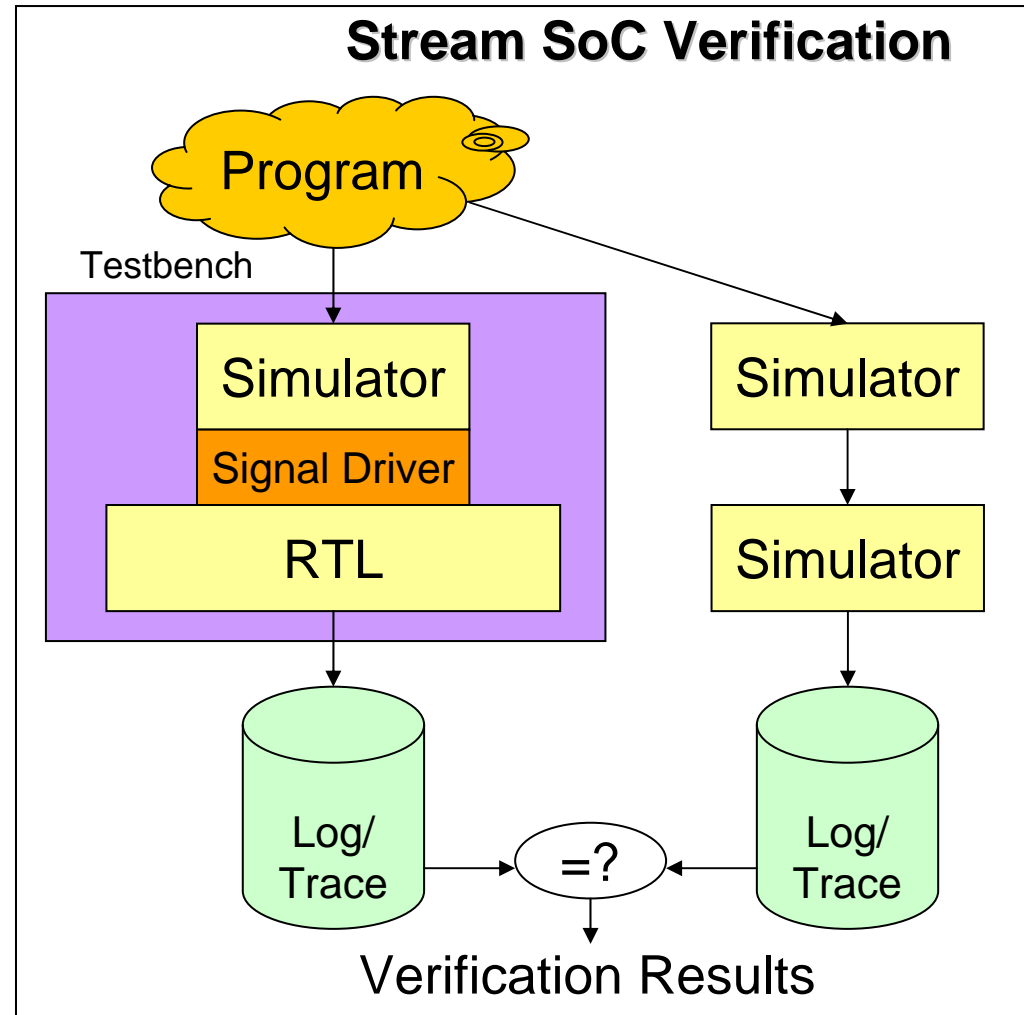 Stream SoC Verification
Program
Testbench
Simulator
Simulator
Signal Driver
RTL
Simulator
Log/
Trace
=?
Log/
Trace
Verification Results